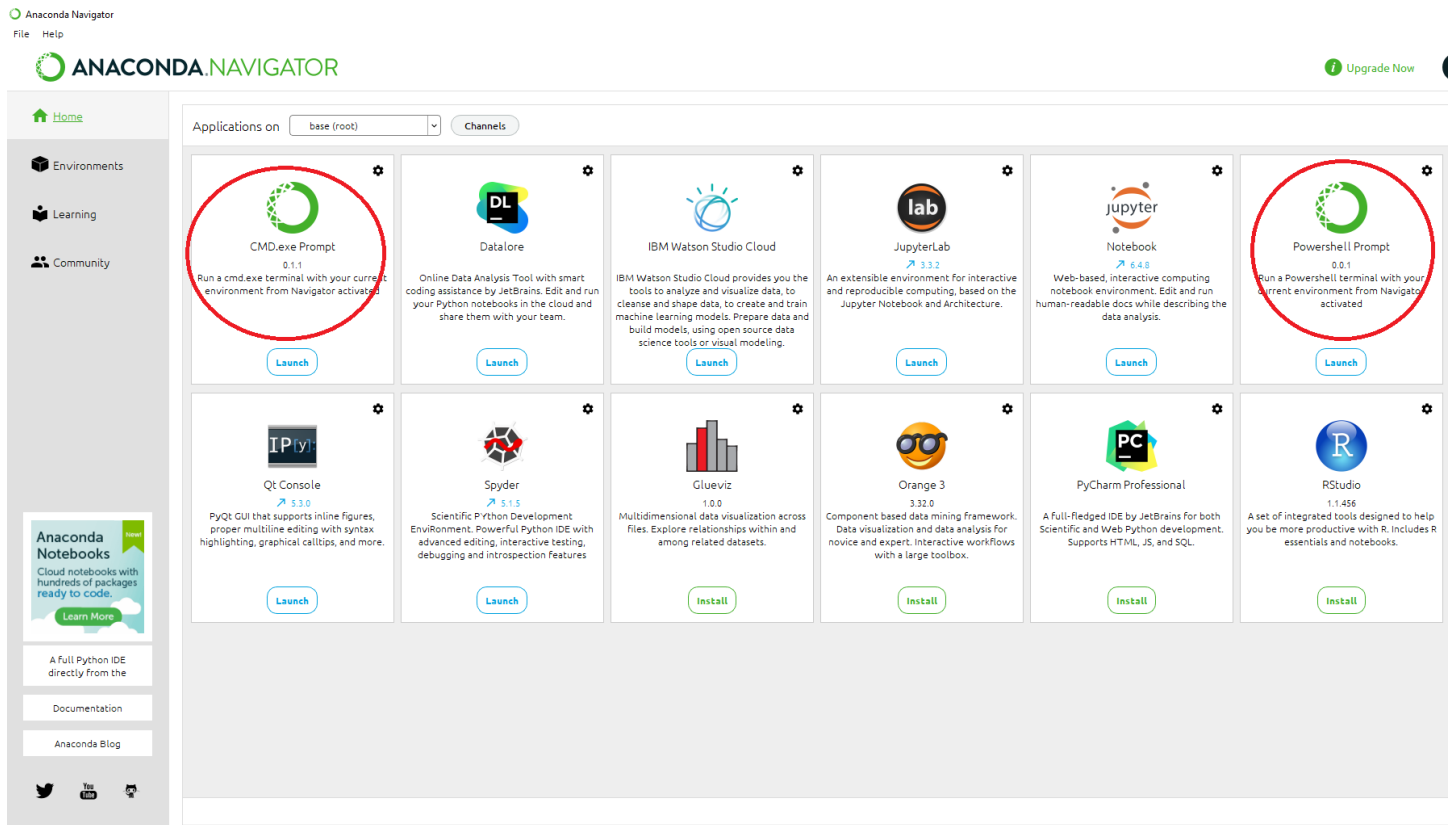 Anaconda Navigator
File Help
ANACONDA.NAVIGATOR
Upgrade Now
Home
Environments
Learning
Community
Applications on base (root) Channels
CMD.exe Prompt
0.1.1
Run a cmd.exe terminal with your current
environment from Navigator activated
Launch
DL
Datalore
Online Data Analysis Tool with smart
coding assistance by JetBrains. Edit and run
your Python notebooks in the cloud and
share them with your team.
Launch
IBM Watson Studio Cloud
IBM Watson Studio Cloud provides you the
tools to analyze and visualize data, to
cleanse and shape data, to create and train
machine learning models. Prepare data and
build models, using open source data
science tools or visual modeling.
Launch
lab
JupyterLab
3.3.2
An extensible environment for interactive
and reproducible computing, based on the
Jupyter Notebook and Architecture.
Launch
jupyter
Notebook
6.4.8
Web-based, interactive computing
notebook environment. Edit and run
human-readable docs while describing the
data analysis.
Launch
Powershell Prompt
0.0.1
Run a Powershell terminal with your
current environment from Navigator
activated
Launch
IP[y]:
Qt Console
5.3.0
PyQt GUI that supports inline figures,
proper multiline editing with syntax
highlighting, graphical calltips, and more.
Launch
Spyder
5.1.5
Scientific PYthon Development
EnviRonment. Powerful Python IDE with
advanced editing, interactive testing,
debugging and introspection features
Launch
Glueviz
1.0.0
Multidimensional data visualization across
files. Explore relationships within and
among related datasets.
Install
Orange 3
3.32.0
Component based data mining framework.
Data visualization and data analysis for
novice and expert. Interactive workflows
with a large toolbox.
Install
PC
PyCharm Professional
A full-fledged IDE by JetBrains for both
Scientific and Web Python development.
Supports HTML, JS, and SQL.
Install
R
RStudio
1.1.456
A set of integrated tools designed to help
you be more productive with R. Includes R
essentials and notebooks.
Install
Anaconda
Notebooks
New!
Cloud notebooks with
hundreds of packages
ready to code.
Learn More
A full Python IDE
directly from the
Documentation
Anaconda Blog
You
Tube